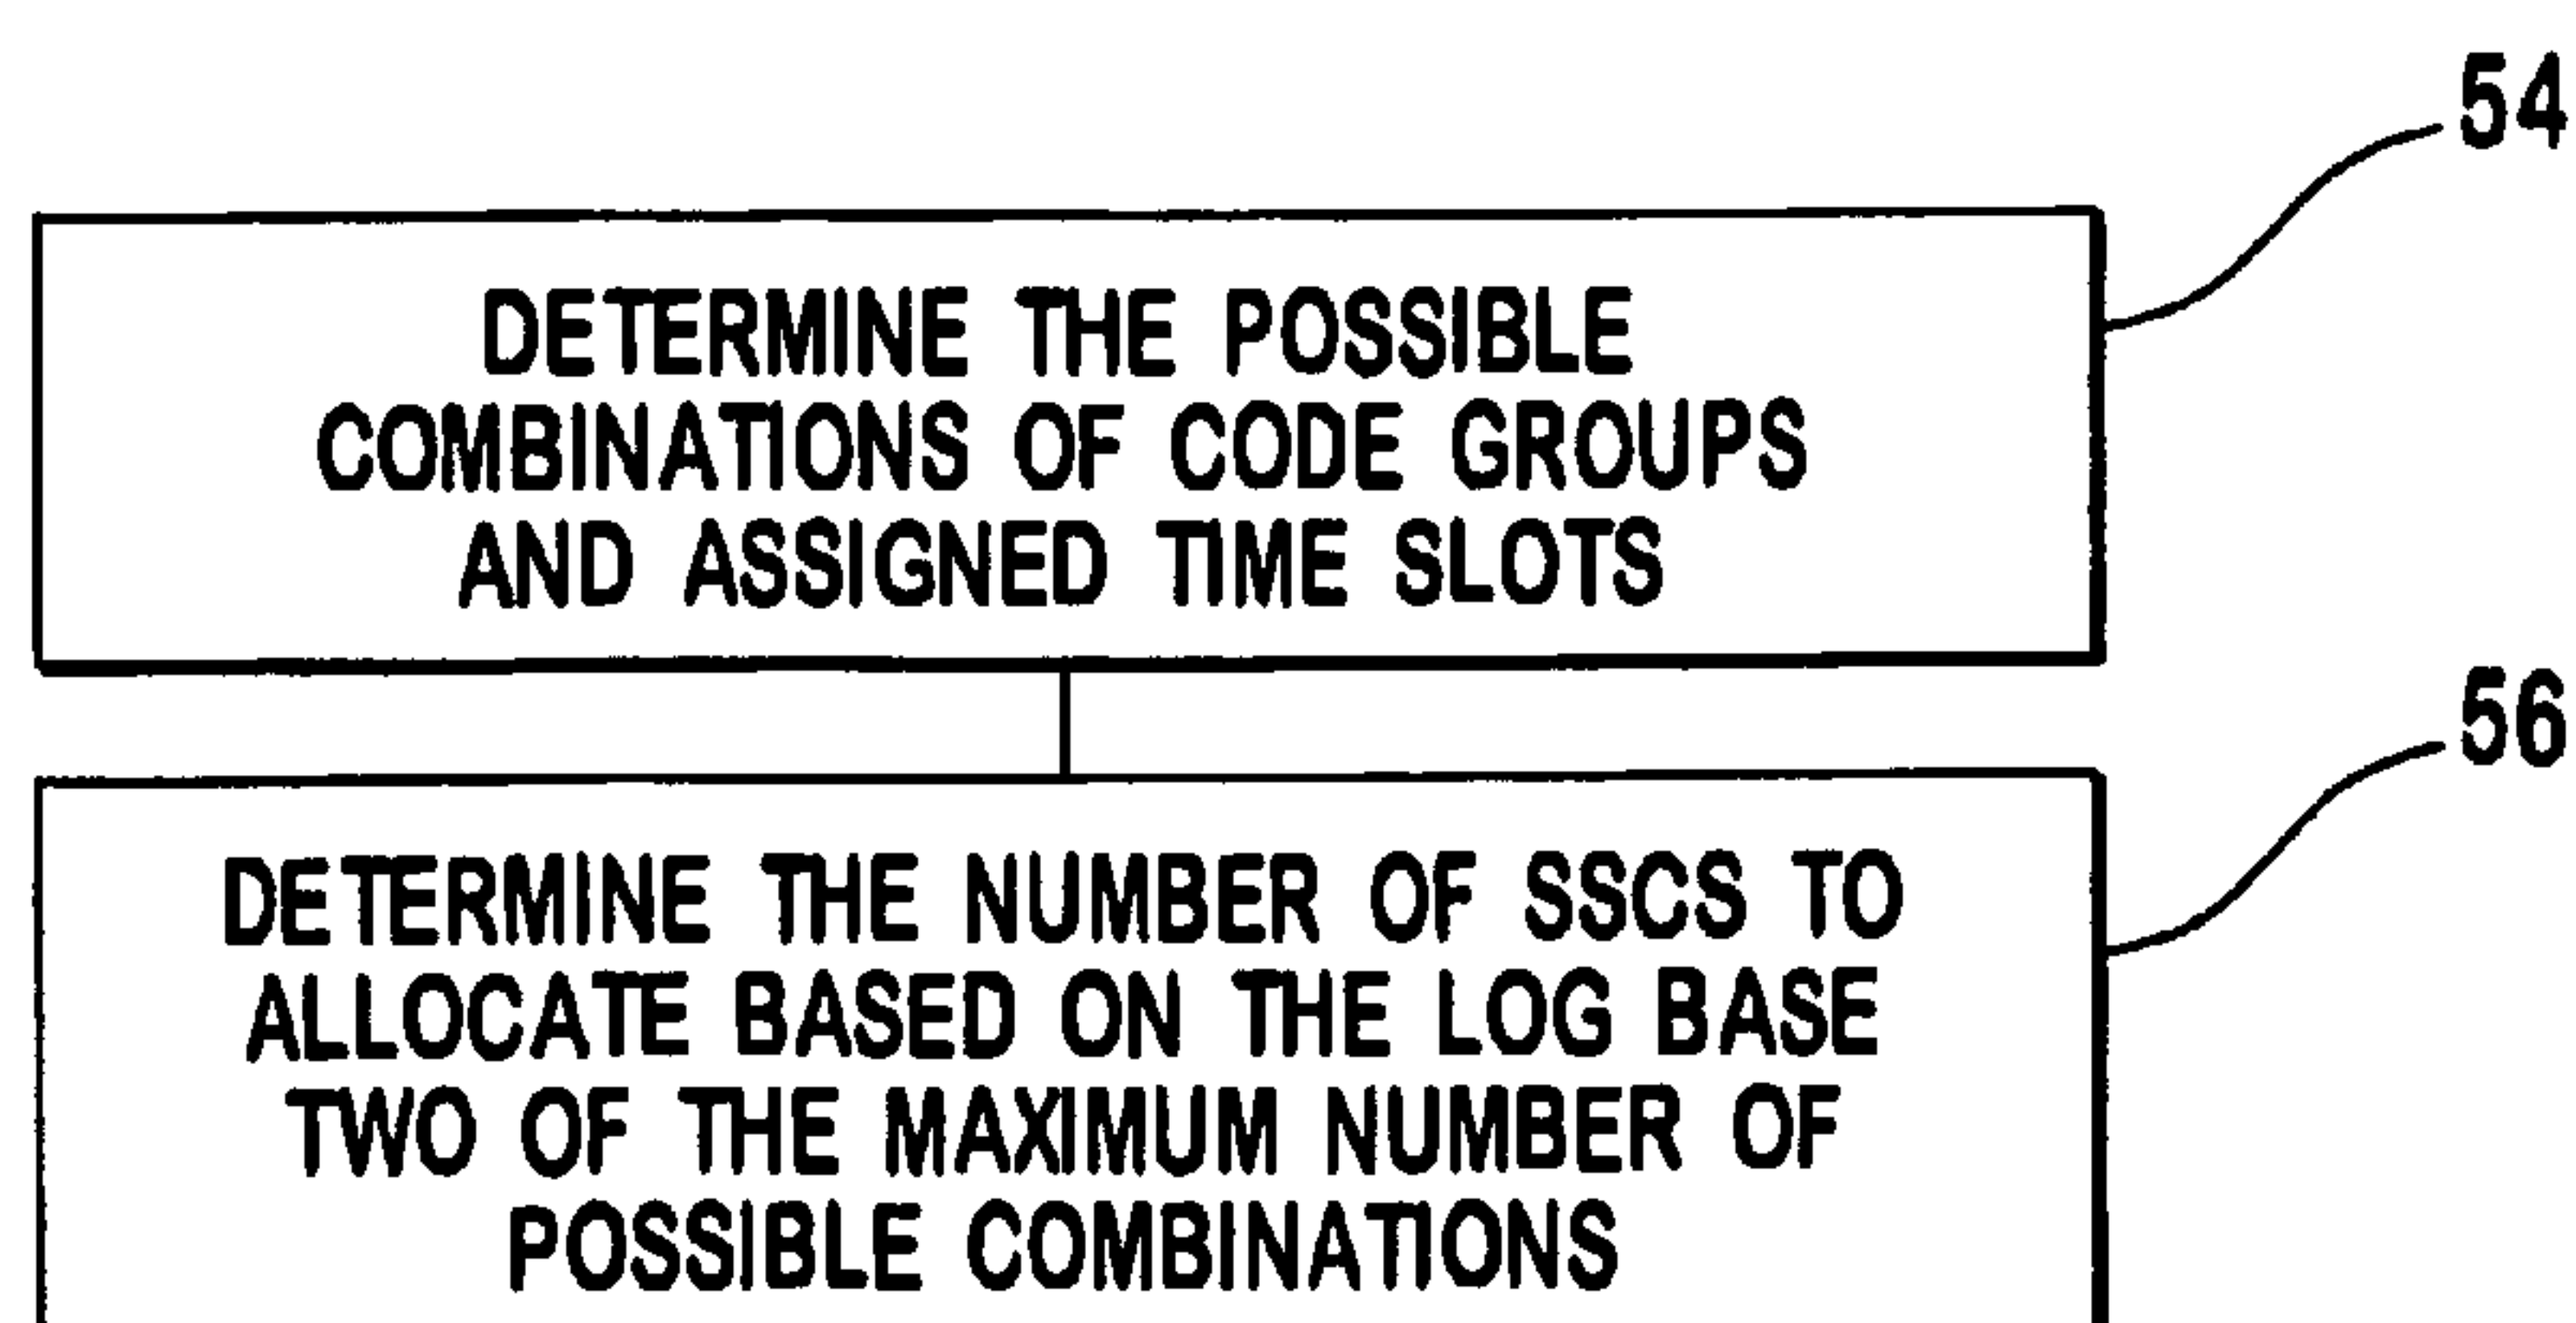 54
DETERMINE THE POSSIBLE
COMBINATIONS OF CODE GROUPS
AND ASSIGNED TIME SLOTS
56
DETERMINE THE NUMBER OF SSCS TO
ALLOCATE BASED ON THE LOG BASE
TWO OF THE MAXIMUM NUMBER OF
POSSIBLE COMBINATIONS